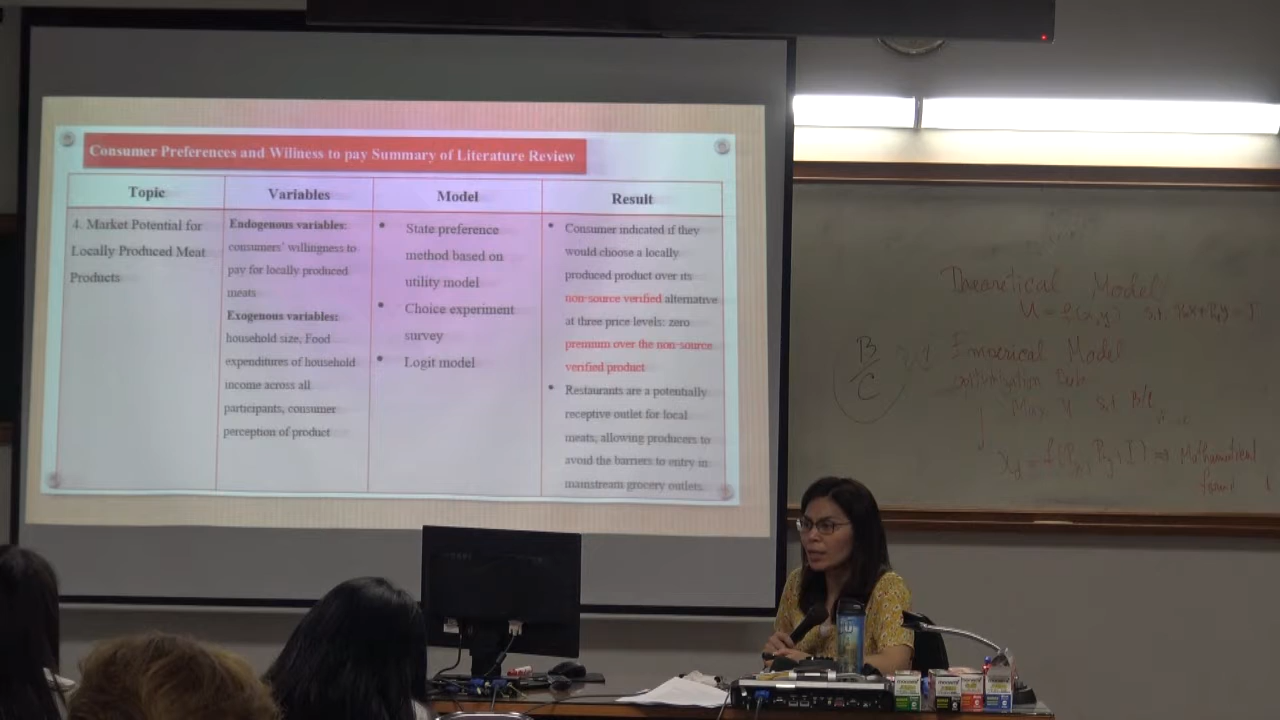 Consumer Preferences and Wiliness to pay Summary of Literature Review
Topic
Variables
Model
Result
4. Market Potential for
Locally Produced Meat
Products
Endogenous variables:
consumers' willingness to
pay for locally produced
meats
Exogenous variables:
household size, Food
expenditures of household
income across all
participants, consumer
perception of product
• State preference
method based on
utility model
• Choice experiment
survey
• Logit model
• Consumer indicated if they
would choose a locally
produced product over its
non-source verified alternative
at three price levels: zero
premium over the non-source
verified product
• Restaurants are a potentially
receptive outlet for local
meats, allowing producers to
avoid the barriers to entry in
mainstream grocery outlets.
Theoretical Model
B
C
Empirical Model
Max U s.t. B/C
Mathematical
form